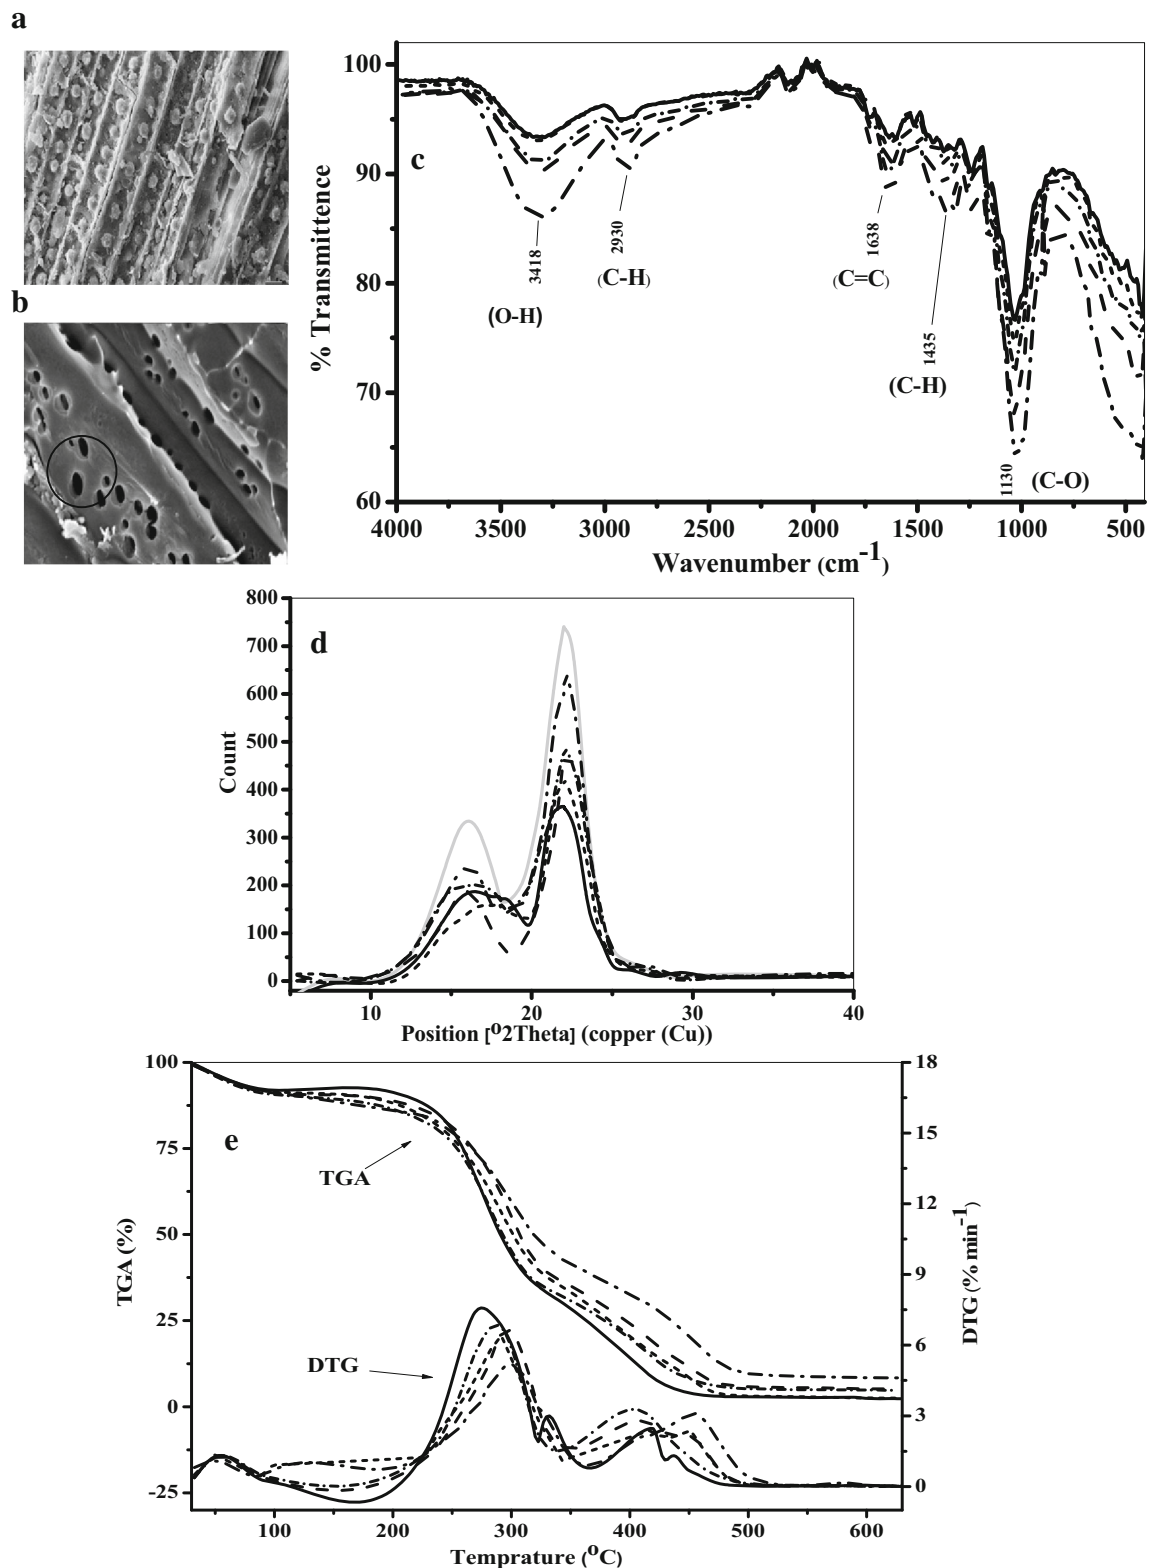 a
b
c
% Transmittence
100
90
80
70
60
3418
(O-H)
2930
(C-H)
1638
(C=C)
1435
(C-H)
1130
(C-O)
4000 3500 3000 2500 2000 1500 1000 500
Wavenumber (cm-1)
d
Count
800
700
600
500
400
300
200
100
0
10 20 30 40
Position [o2Theta] (copper (Cu))
e
TGA (%)
100
75
50
25
0
-25
TGA
DTG
18
15
12
9
6
3
0
DTG (% min-1)
100 200 300 400 500 600
Temprature (oC)